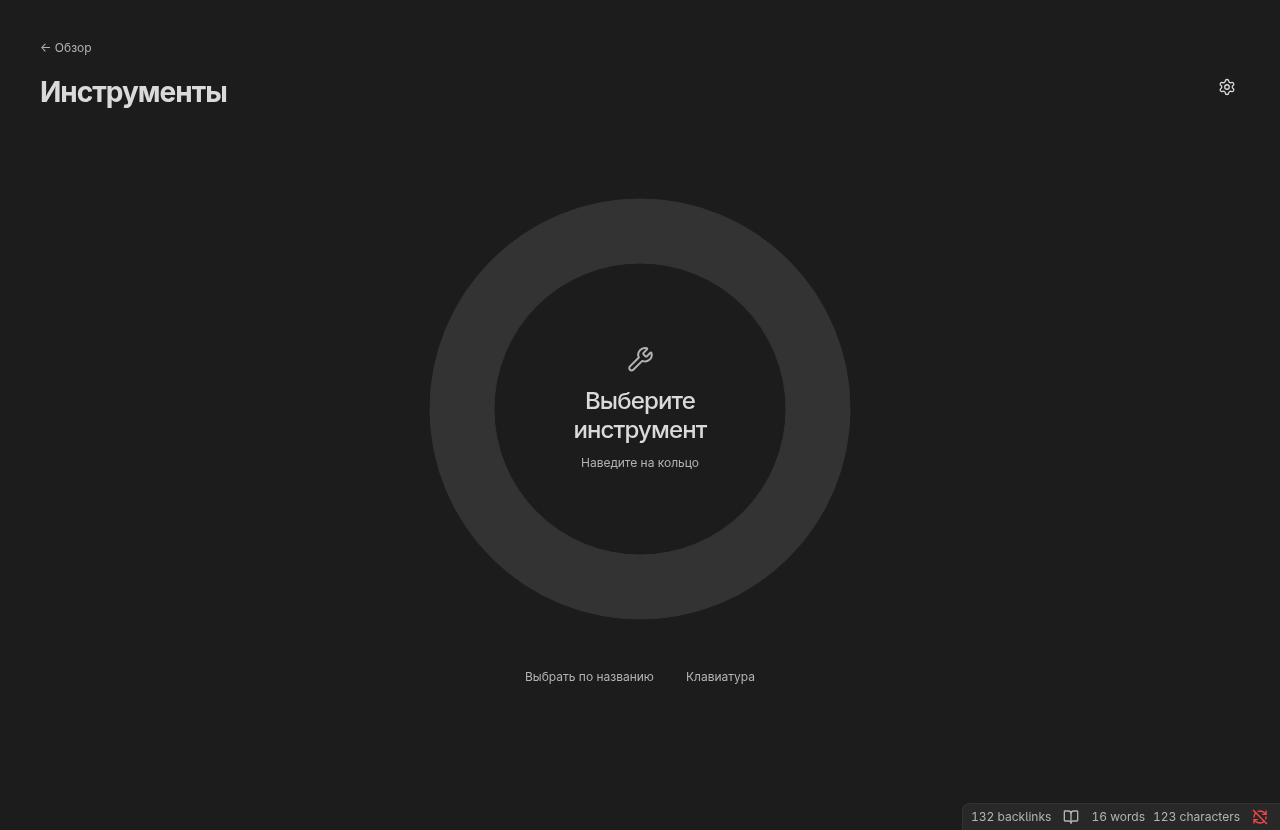 ← Обзор
Инструменты
Выберите
инструмент
Наведите на кольцо
Выбрать по названию
Клавиатура
132 backlinks
16 words
123 characters